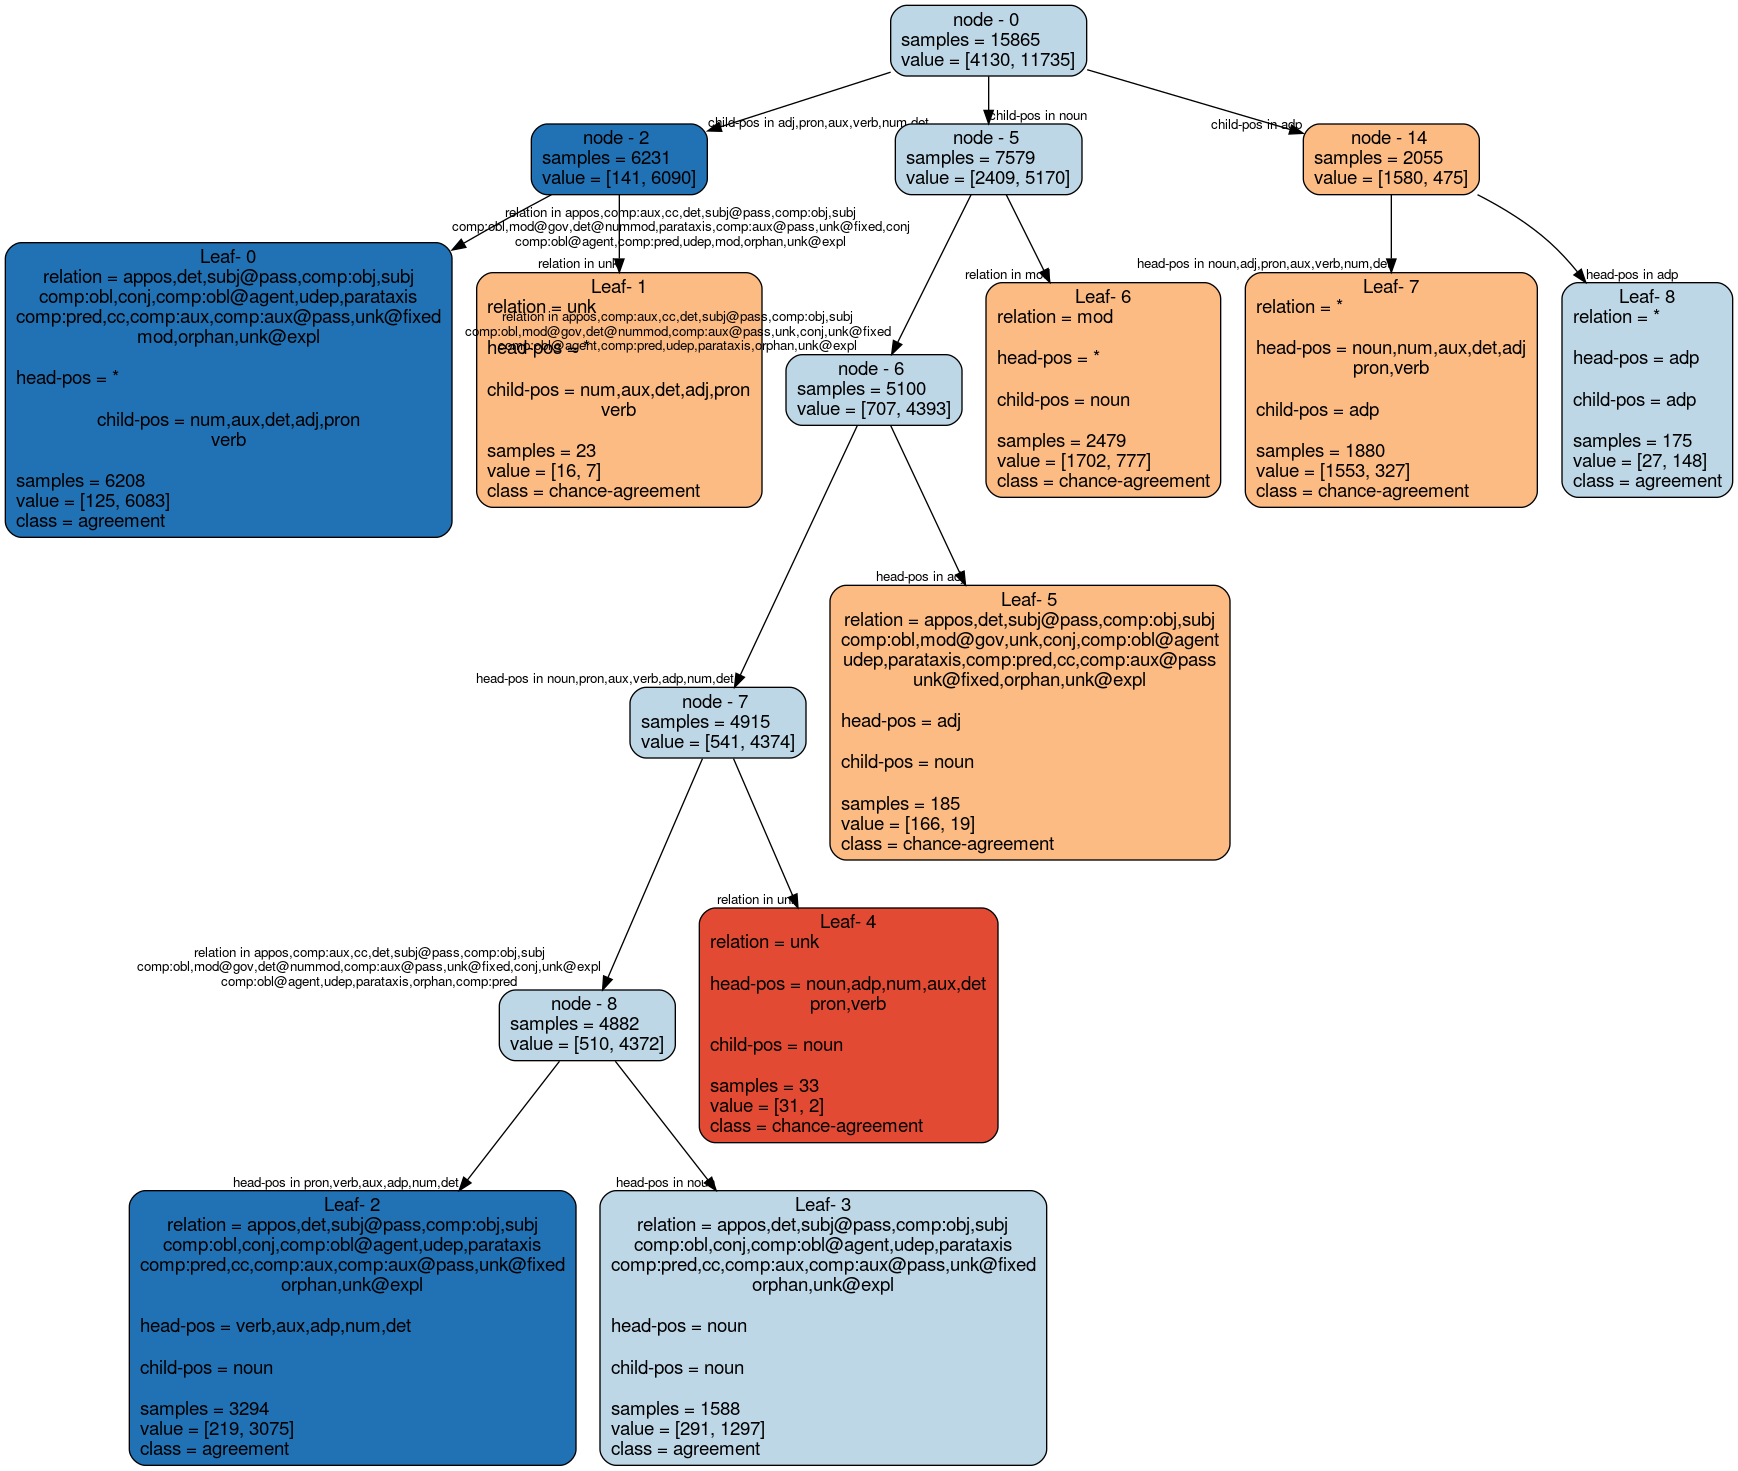 node - 0
samples = 15865
value = [4130, 11735]
child-pos in adj,pron,aux,verb,num,det
child-pos in noun
child-pos in adp
node - 2
samples = 6231
value = [141, 6090]
node - 5
samples = 7579
value = [2409, 5170]
node - 14
samples = 2055
value = [1580, 475]
relation in appos,comp:aux,cc,det,subj@pass,comp:obj,subj
comp:obl,mod@gov,det@nummod,parataxis,comp:aux@pass,unk@fixed,conj
comp:obl@agent,comp:pred,udep,mod,orphan,unk@expl
relation in unk
relation in mod
head-pos in noun,adj,pron,aux,verb,num,det
head-pos in adp
Leaf- 0
relation = appos,det,subj@pass,comp:obj,subj
comp:obl,conj,comp:obl@agent,udep,parataxis
comp:pred,cc,comp:aux,comp:aux@pass,unk@fixed
mod,orphan,unk@expl
head-pos = *
child-pos = num,aux,det,adj,pron
verb
samples = 6208
value = [125, 6083]
class = agreement
Leaf- 1
relation = unk
head-pos = *
child-pos = num,aux,det,adj,pron
verb
samples = 23
value = [16, 7]
class = chance-agreement
relation in appos,comp:aux,cc,det,subj@pass,comp:obj,subj
comp:obl,mod@gov,det@nummod,comp:aux@pass,unk,conj,unk@fixed
comp:obl@agent,comp:pred,udep,parataxis,orphan,unk@expl
node - 6
samples = 5100
value = [707, 4393]
Leaf- 6
relation = mod
head-pos = *
child-pos = noun
samples = 2479
value = [1702, 777]
class = chance-agreement
Leaf- 7
relation = *
head-pos = noun,num,aux,det,adj
pron,verb
child-pos = adp
samples = 1880
value = [1553, 327]
class = chance-agreement
Leaf- 8
relation = *
head-pos = adp
child-pos = adp
samples = 175
value = [27, 148]
class = agreement
head-pos in noun,pron,aux,verb,adp,num,det
head-pos in adj
node - 7
samples = 4915
value = [541, 4374]
Leaf- 5
relation = appos,det,subj@pass,comp:obj,subj
comp:obl,mod@gov,unk,conj,comp:obl@agent
udep,parataxis,comp:pred,cc,comp:aux@pass
unk@fixed,orphan,unk@expl
head-pos = adj
child-pos = noun
samples = 185
value = [166, 19]
class = chance-agreement
relation in appos,comp:aux,cc,det,subj@pass,comp:obj,subj
comp:obl,mod@gov,det@nummod,comp:aux@pass,unk@fixed,conj,unk@expl
comp:obl@agent,udep,parataxis,orphan,comp:pred
relation in unk
node - 8
samples = 4882
value = [510, 4372]
Leaf- 4
relation = unk
head-pos = noun,adp,num,aux,det
pron,verb
child-pos = noun
samples = 33
value = [31, 2]
class = chance-agreement
head-pos in pron,verb,aux,adp,num,det
head-pos in noun
Leaf- 2
relation = appos,det,subj@pass,comp:obj,subj
comp:obl,conj,comp:obl@agent,udep,parataxis
comp:pred,cc,comp:aux,comp:aux@pass,unk@fixed
orphan,unk@expl
head-pos = verb,aux,adp,num,det
child-pos = noun
samples = 3294
value = [219, 3075]
class = agreement
Leaf- 3
relation = appos,det,subj@pass,comp:obj,subj
comp:obl,conj,comp:obl@agent,udep,parataxis
comp:pred,cc,comp:aux,comp:aux@pass,unk@fixed
orphan,unk@expl
head-pos = noun
child-pos = noun
samples = 1588
value = [291, 1297]
class = agreement